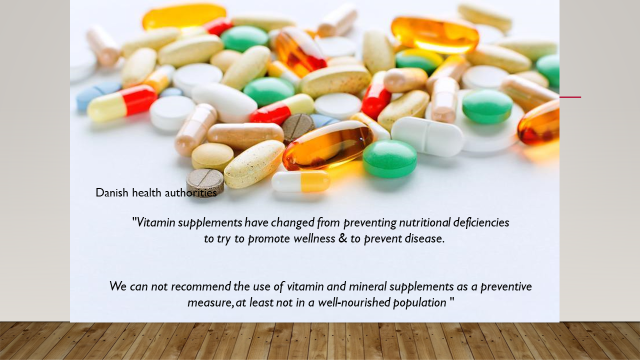 Danish health authorities
"Vitamin supplements have changed from preventing nutritional deficiencies
to try to promote wellness & to prevent disease.
We can not recommend the use of vitamin and mineral supplements as a preventive
measure, at least not in a well-nourished population "